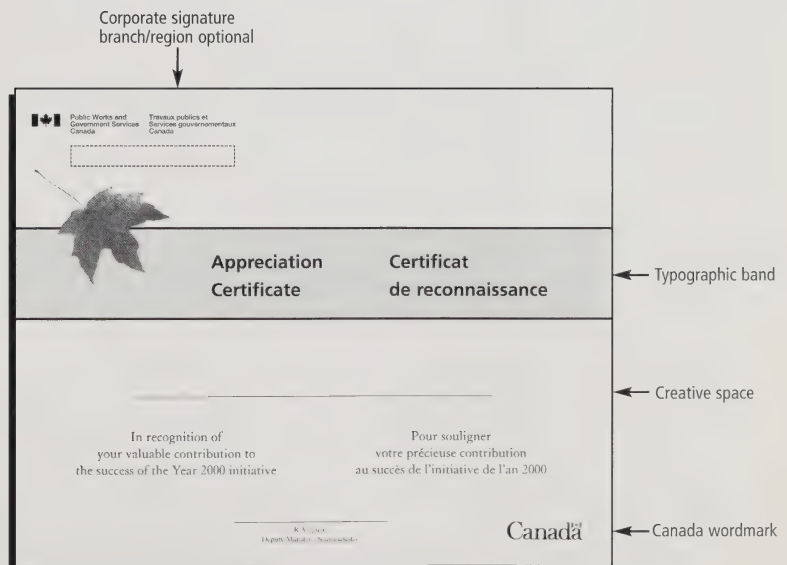 Corporate signature
branch/region optional
Public Works and
Government Services
Canada
Travaux publics et
Services gouvernementaux
Canada
Appreciation
Certificate
Certificat
de reconnaissance
Typographic band
Creative space
In recognition of
your valuable contribution to
the success of the Year 2000 initiative
Pour souligner
votre précieuse contribution
au succès de l'initiative de l'an 2000
Deputy Minister
Canada
Canada wordmark